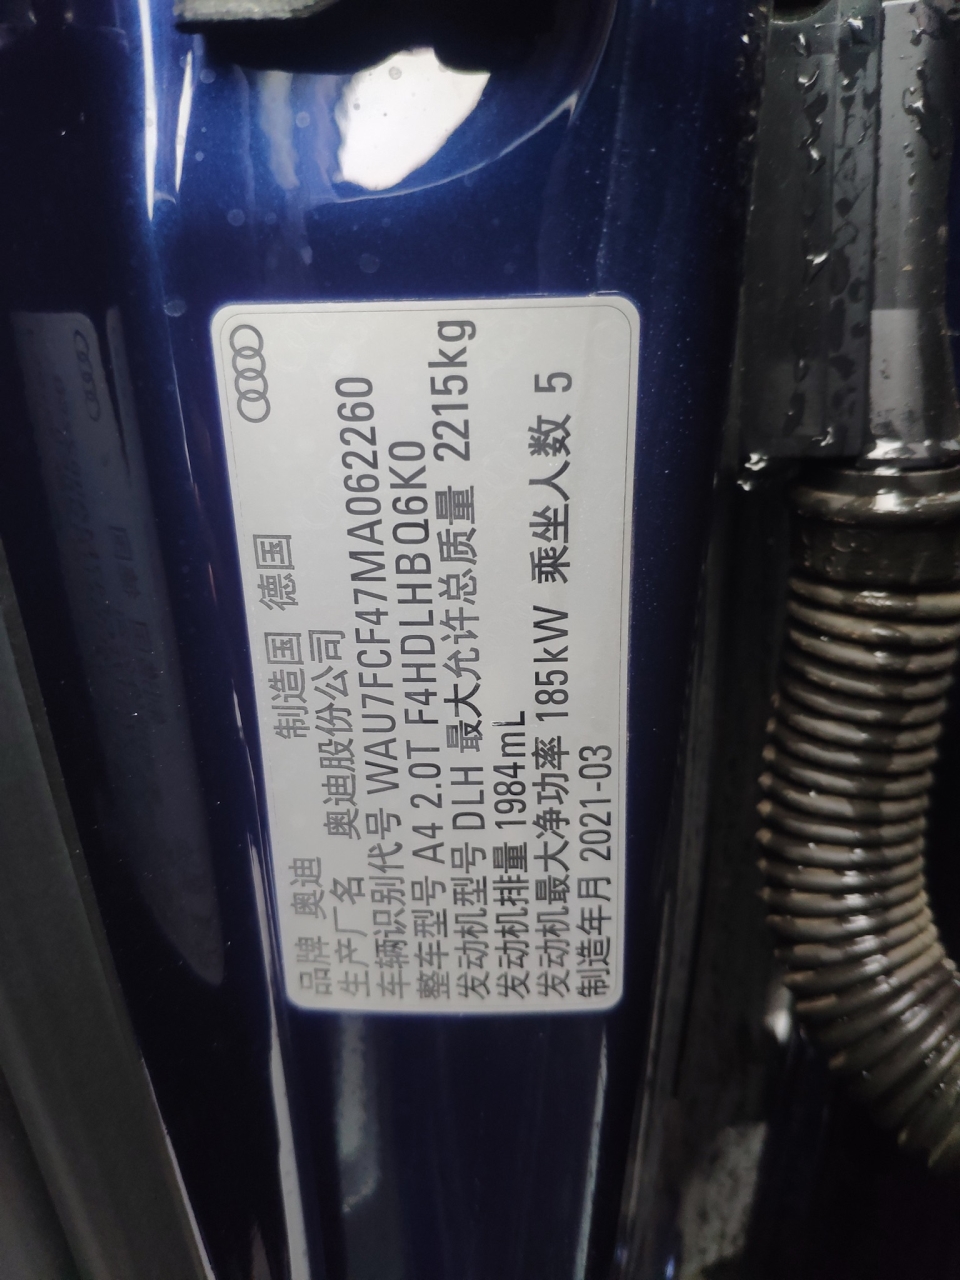 品牌 奥迪 制造国 德国
生产厂名 奥迪股份公司
车辆识别代号 WAU7FCF47MA062260
整车型号 A4 2.0T F4HDLHBQ6K0
发动机型号 DLH 最大允许总质量 2215kg
发动机排量 1984mL
发动机最大净功率 185kW 乘坐人数 5
制造年月 2021-03